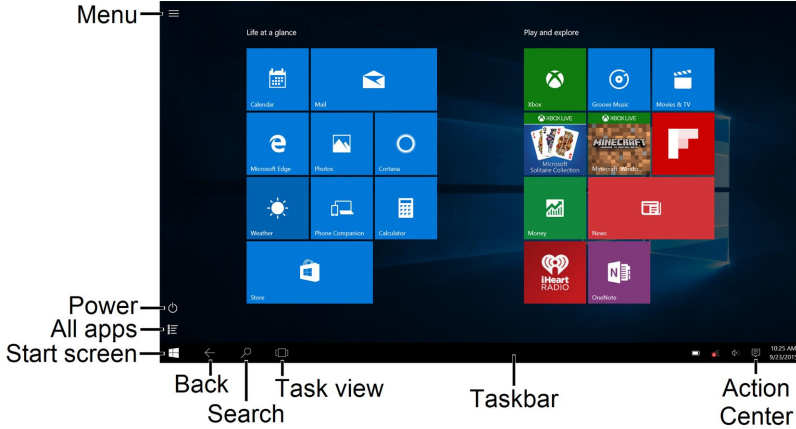 Menu
Life at a glance
Play and explore
Calendar
Mail
Xbox
Groove Music
Movies & TV
XBOX LIVE
XBOX LIVE
Microsoft Edge
Photos
Cortana
Microsoft
Solitaire Collection
MINECRAFT
Minecraft: Windo...
Weather
Phone Companion
Calculator
Money
News
Store
iHeart
RADIO
OneNote
Power
All apps
Start screen
10:25 AM
9/23/2015
Back
Search
Task view
Taskbar
Action
Center